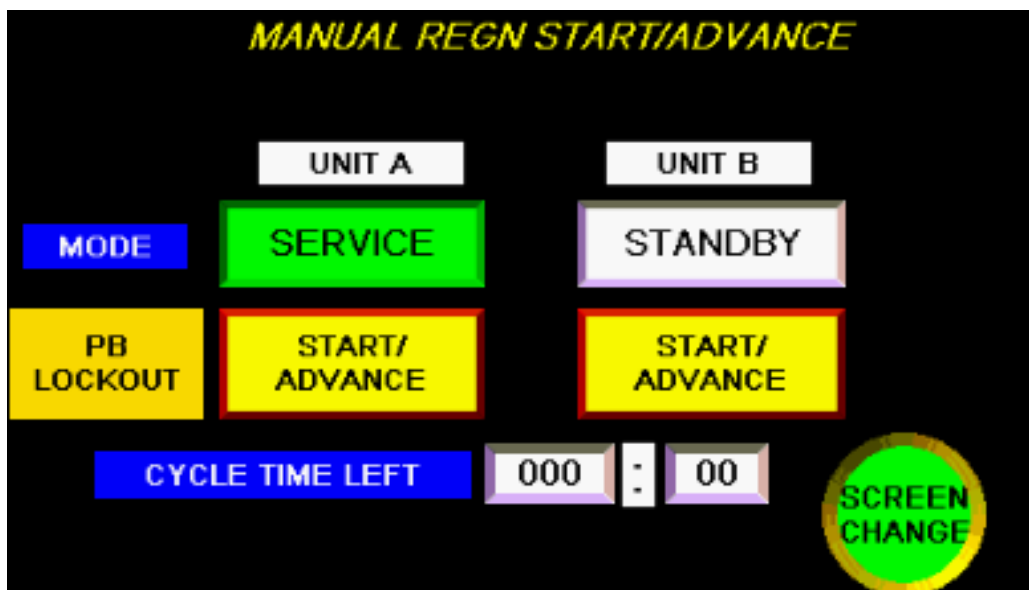 MANUAL REGN START/ADVANCE
UNIT A
UNIT B
MODE
SERVICE
STANDBY
PB
LOCKOUT
START/
ADVANCE
START/
ADVANCE
CYCLE TIME LEFT
000 : 00
SCREEN
CHANGE